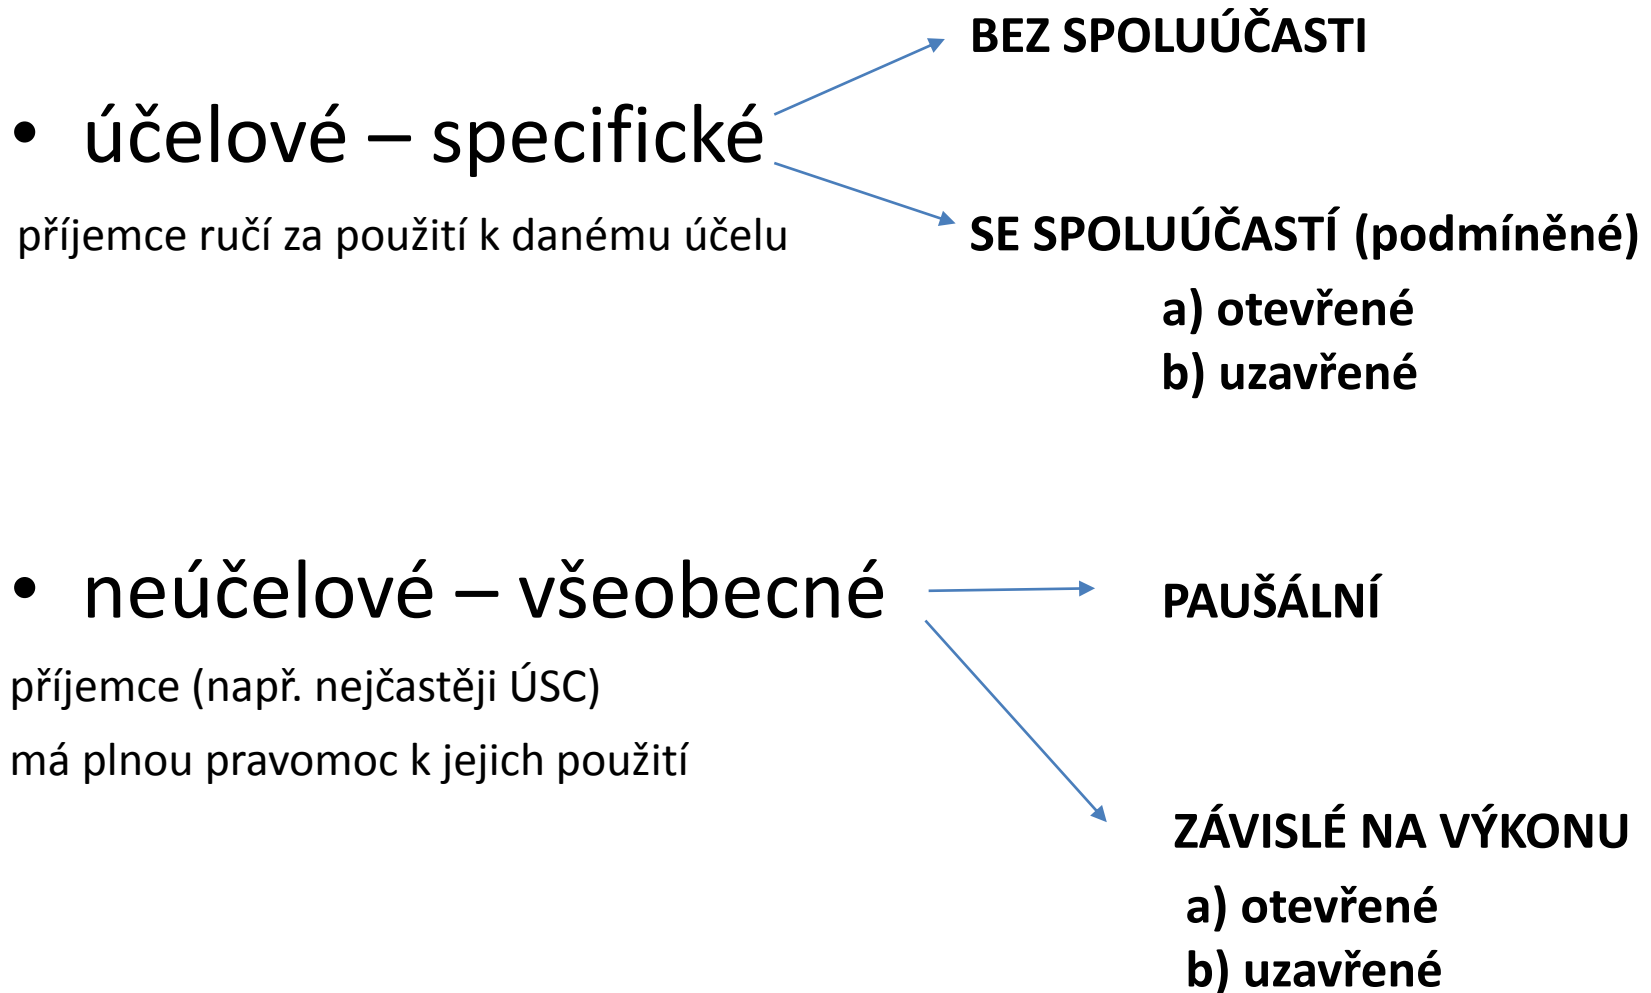 BEZ SPOLUÚČASTI
• účelové – specifické
příjemce ručí za použití k danému účelu
SE SPOLUÚČASTÍ (podmíněné)
a) otevřené
b) uzavřené
• neúčelové – všeobecné
PAUŠÁLNÍ
příjemce (např. nejčastěji ÚSC)
má plnou pravomoc k jejich použití
ZÁVISLÉ NA VÝKONU
a) otevřené
b) uzavřené